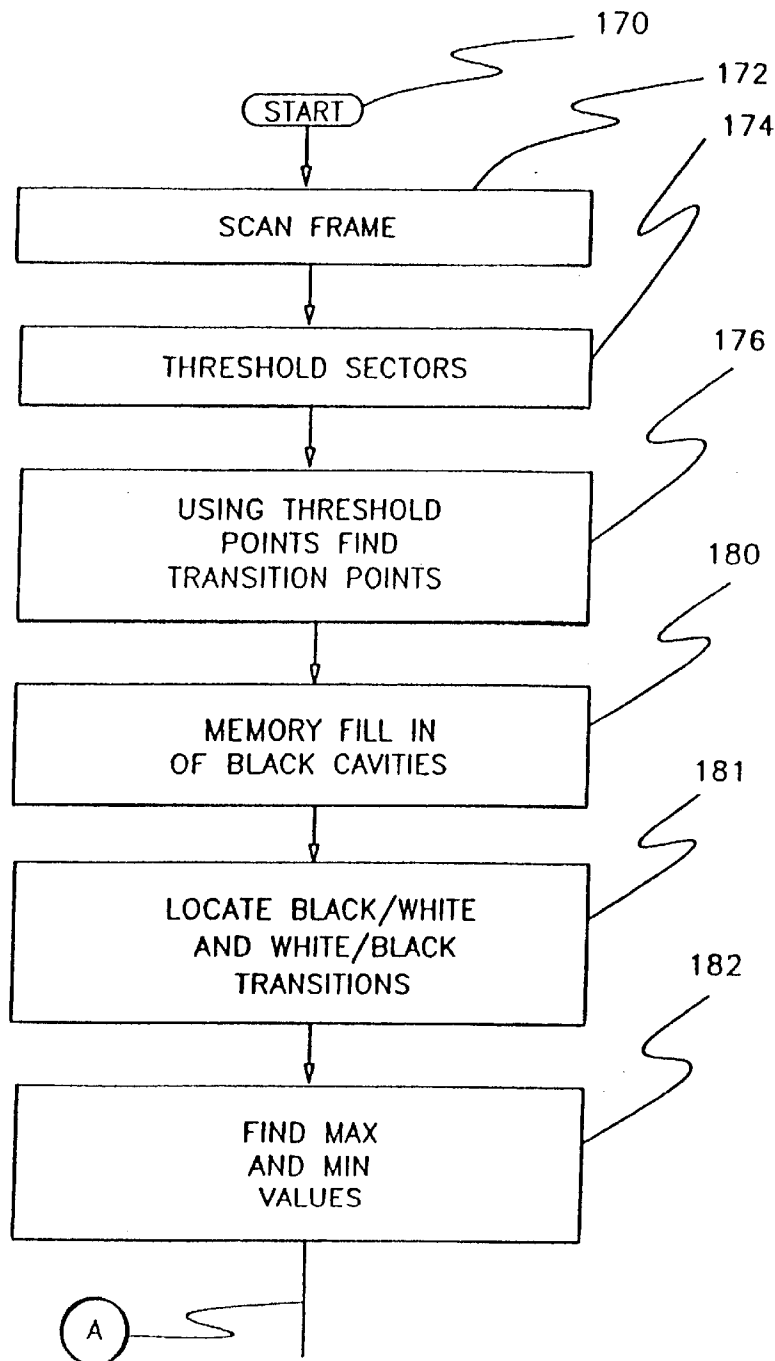 170
START
172
174
SCAN FRAME
THRESHOLD SECTORS
176
USING THRESHOLD
POINTS FIND
TRANSITION POINTS
180
MEMORY FILL IN
OF BLACK CAVITIES
181
LOCATE BLACK/WHITE
AND WHITE/BLACK
TRANSITIONS
182
FIND MAX
AND MIN
VALUES
A